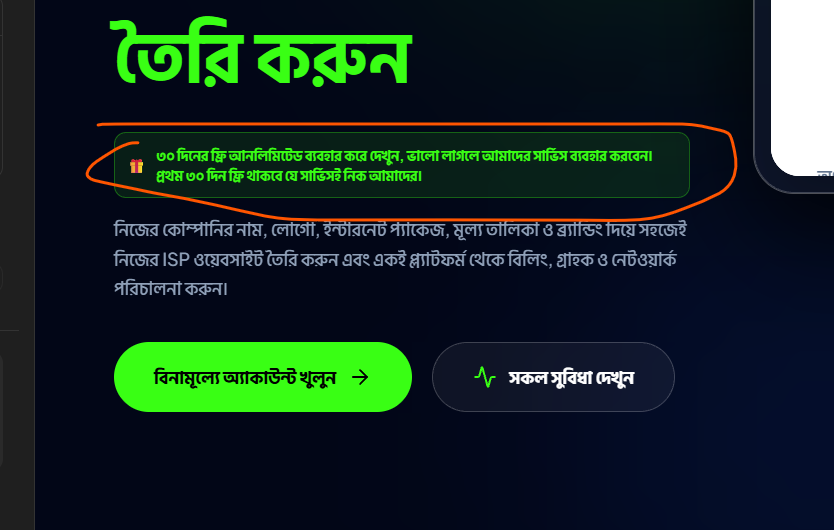 তৈরি করুন
৩০ দিনের ফ্রি আনলিমিটেড ব্যবহার করে দেখুন, ভালো লাগলে আমাদের সার্ভিস ব্যবহার করবেন।
প্রথম ৩০ দিন ফ্রি থাকবে যে সার্ভিসই নিক আমাদের।
নিজের কোম্পানির নাম, লোগো, ইন্টারনেট প্যাকেজ, মূল্য তালিকা ও ব্র্যান্ডিং দিয়ে সহজেই
নিজের ISP ওয়েবসাইট তৈরি করুন এবং একই প্ল্যাটফর্ম থেকে বিলিং, গ্রাহক ও নেটওয়ার্ক
পরিচালনা করুন।
বিনামূল্যে অ্যাকাউন্ট খুলুন
সকল সুবিধা দেখুন